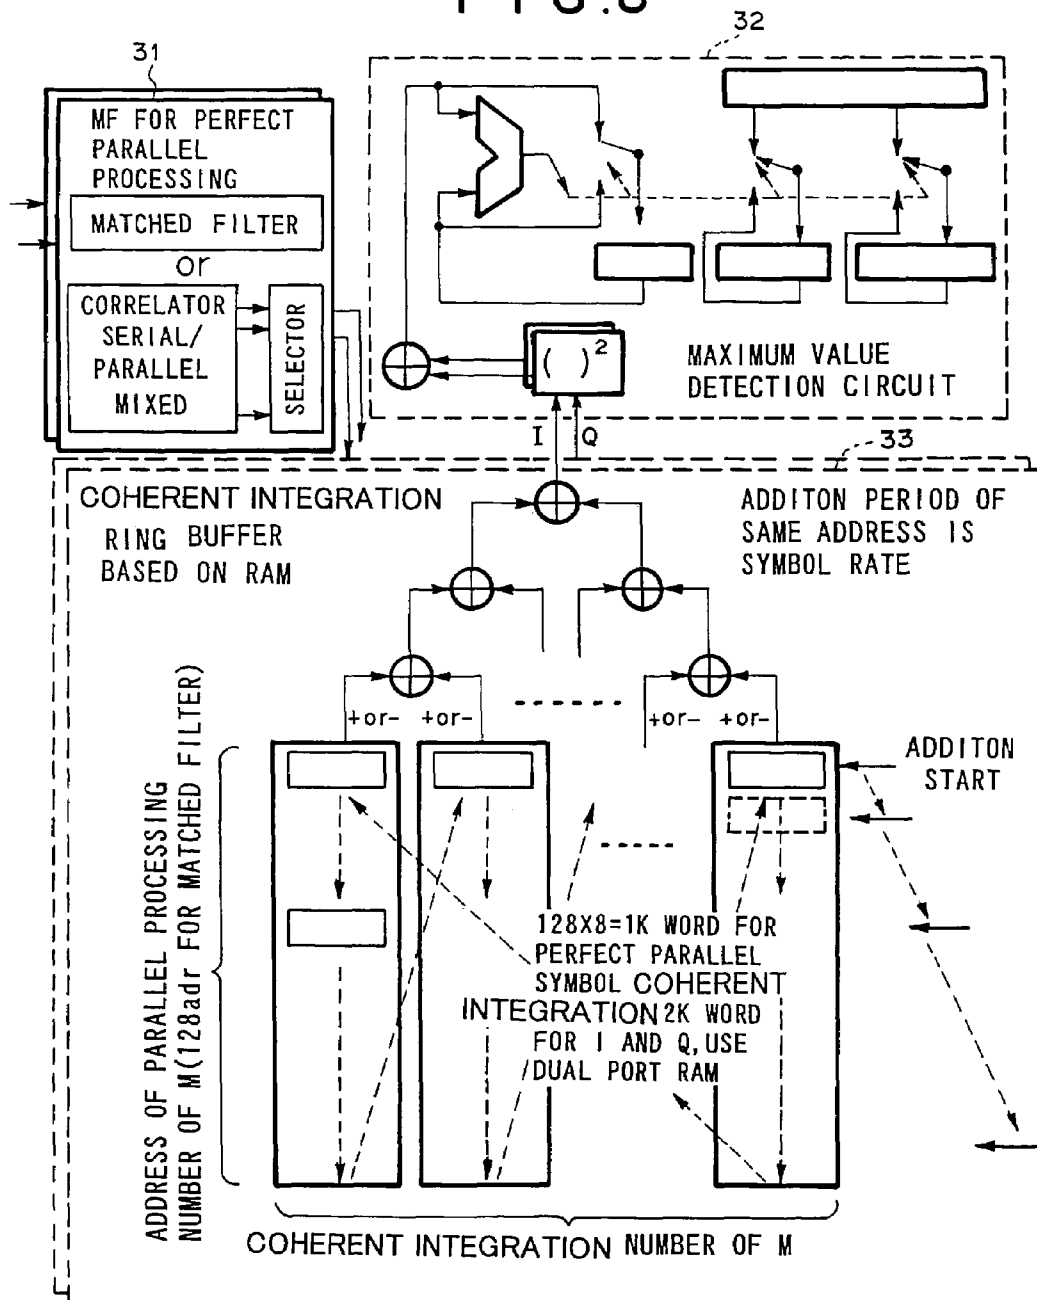 31
MF FOR PERFECT
PARALLEL
PROCESSING
MATCHED FILTER
or
CORRELATOR
SERIAL/
PARALLEL
MIXED
SELECTOR
32
( )2
MAXIMUM VALUE
DETECTION CIRCUIT
I Q
33
COHERENT INTEGRATION
RING BUFFER
BASED ON RAM
ADDITON PERIOD OF
SAME ADDRESS IS
SYMBOL RATE
+or- +or-
+or- +or-
ADDITON
START
ADDRESS OF PARALLEL PROCESSING
NUMBER OF M(128adr FOR MATCHED FILTER)
128X8=1K WORD FOR
PERFECT PARALLEL
SYMBOL COHERENT
INTEGRATION 2K WORD
FOR I AND Q,USE
DUAL PORT RAM
COHERENT INTEGRATION NUMBER OF M